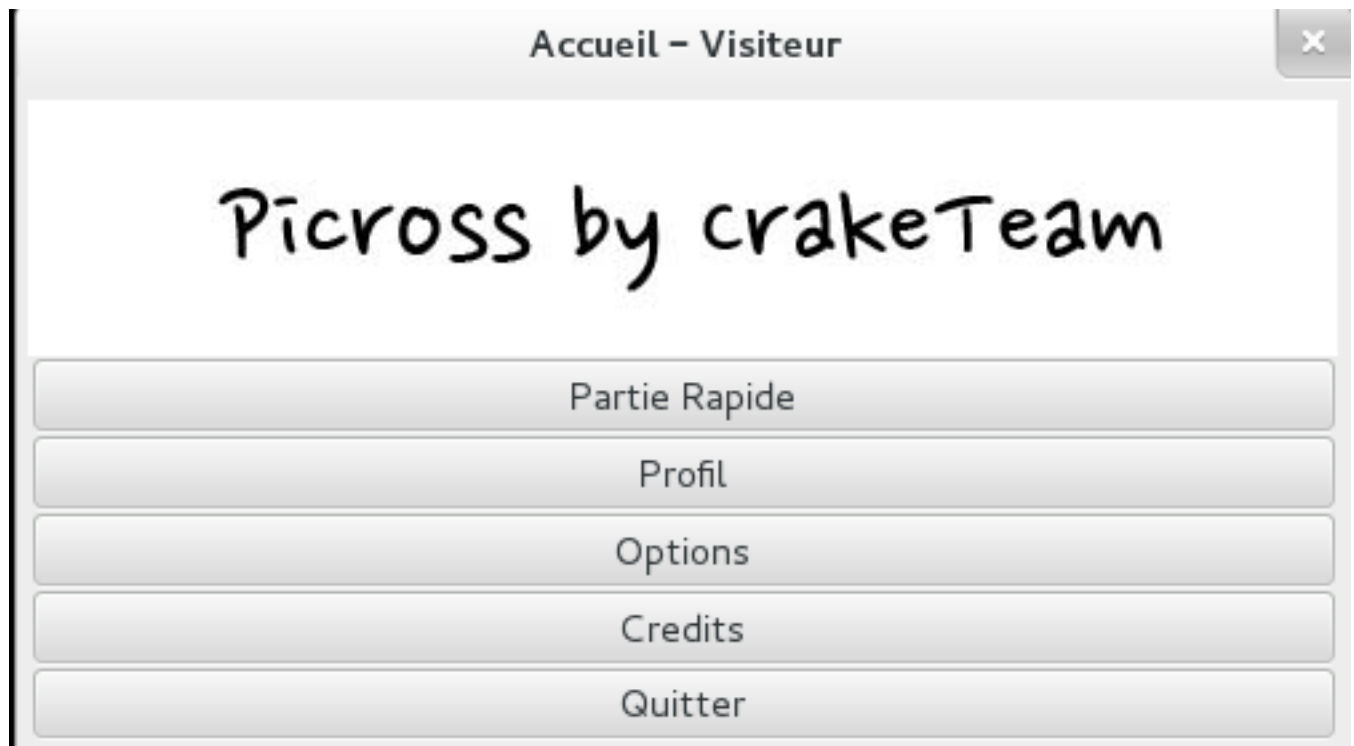 Accueil – Visiteur
Picross by CrakeTeam
Partie Rapide
Profil
Options
Credits
Quitter